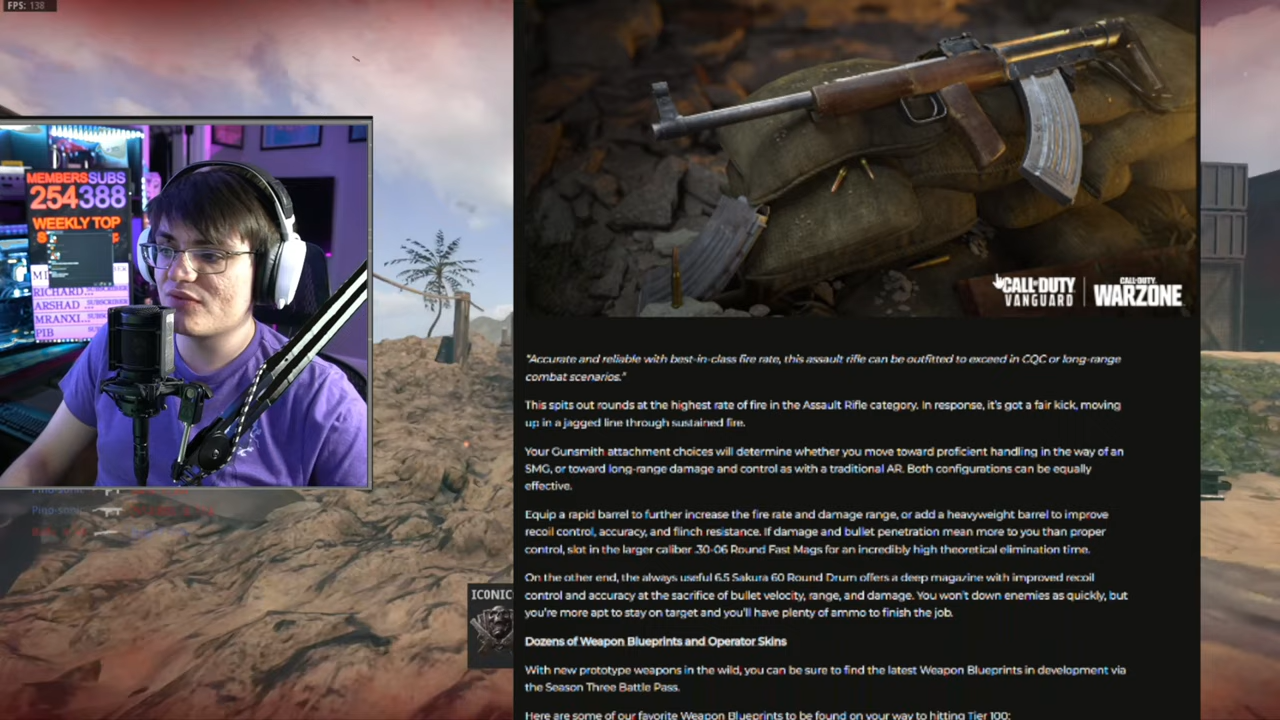 FPS: 138
MEMBERS SUBS
254 388
WEEKLY TOP
RICHARD...
ARSHAD
MRANXI...
PIB
Pino-sonic
Pino-sonic
ICONIC
CALL OF DUTY
VANGUARD
CALL OF DUTY
WARZONE
"Accurate and reliable with best-in-class fire rate, this assault rifle can be outfitted to exceed in CQC or long-range
combat scenarios."
This spits out rounds at the highest rate of fire in the Assault Rifle category. In response, it's got a fair kick, moving
up in a jagged line through sustained fire.
Your Gunsmith attachment choices will determine whether you move toward proficient handling in the way of an
SMG, or toward long-range damage and control as with a traditional AR. Both configurations can be equally
effective.
Equip a rapid barrel to further increase the fire rate and damage range, or add a heavyweight barrel to improve
recoil control, accuracy, and flinch resistance. If damage and bullet penetration mean more to you than proper
control, slot in the larger caliber .30-06 Round Fast Mags for an incredibly high theoretical elimination time.
On the other end, the always useful 6.5 Sakura 60 Round Drum offers a deep magazine with improved recoil
control and accuracy at the sacrifice of bullet velocity, range, and damage. You won't down enemies as quickly, but
you're more apt to stay on target and you'll have plenty of ammo to finish the job.
Dozens of Weapon Blueprints and Operator Skins
With new prototype weapons in the wild, you can be sure to find the latest Weapon Blueprints in development via
the Season Three Battle Pass.
Here are some of our favorite Weapon Blueprints to be found on your way to hitting Tier 100: